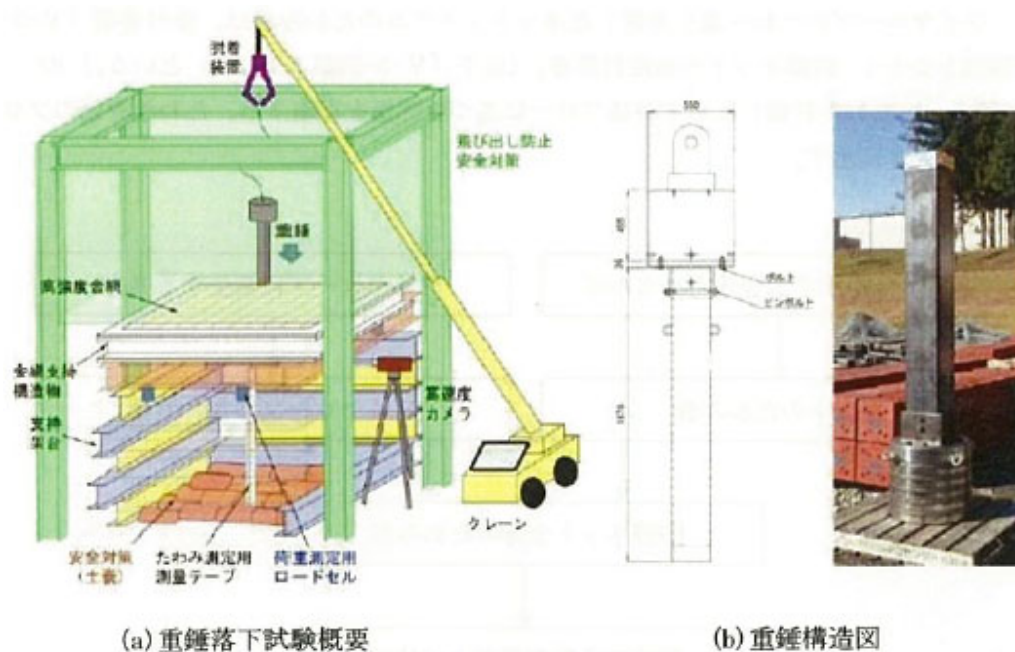 脱着
装置
飛び出し防止
安全対策
重錘
高強度金網
金網支持
構造物
支持
架台
高速度
カメラ
クレーン
安全対策
(土嚢)
たわみ測定用
測量テープ
荷重測定用
ロードセル
(a) 重錘落下試験概要
550
ボルト
ピンボルト
(b) 重錘構造図